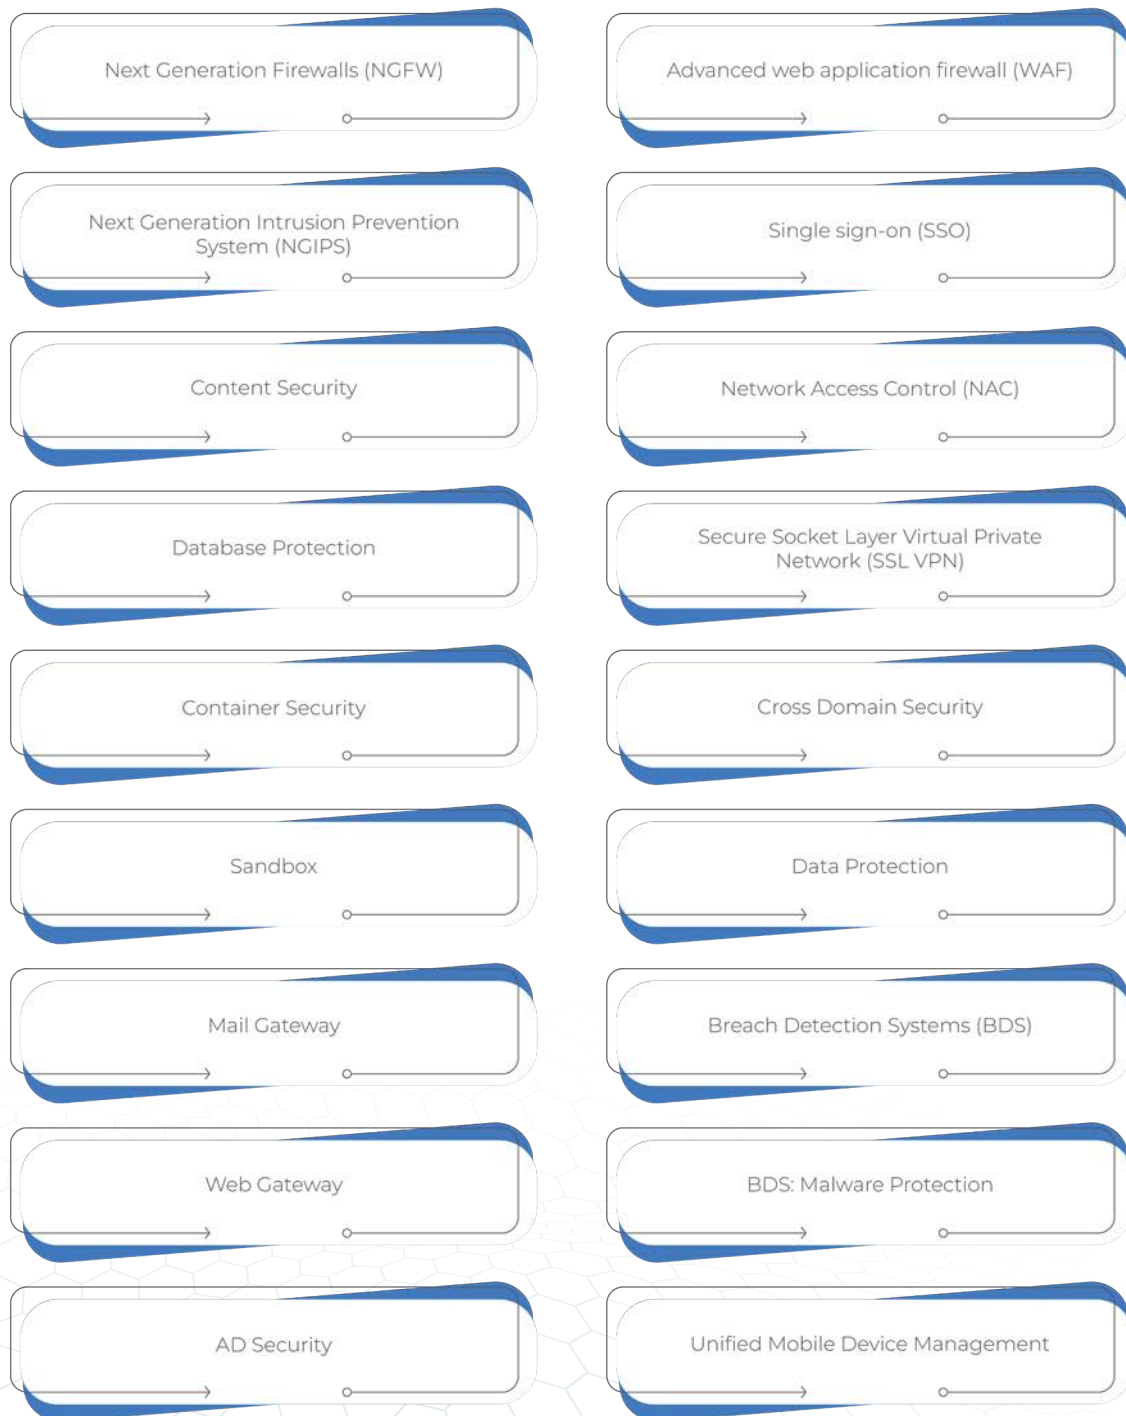 Next Generation Firewalls (NGFW)
Advanced web application firewall (WAF)
Next Generation Intrusion Prevention
System (NGIPS)
Single sign-on (SSO)
Content Security
Network Access Control (NAC)
Database Protection
Secure Socket Layer Virtual Private
Network (SSL VPN)
Container Security
Cross Domain Security
Sandbox
Data Protection
Mail Gateway
Breach Detection Systems (BDS)
Web Gateway
BDS: Malware Protection
AD Security
Unified Mobile Device Management